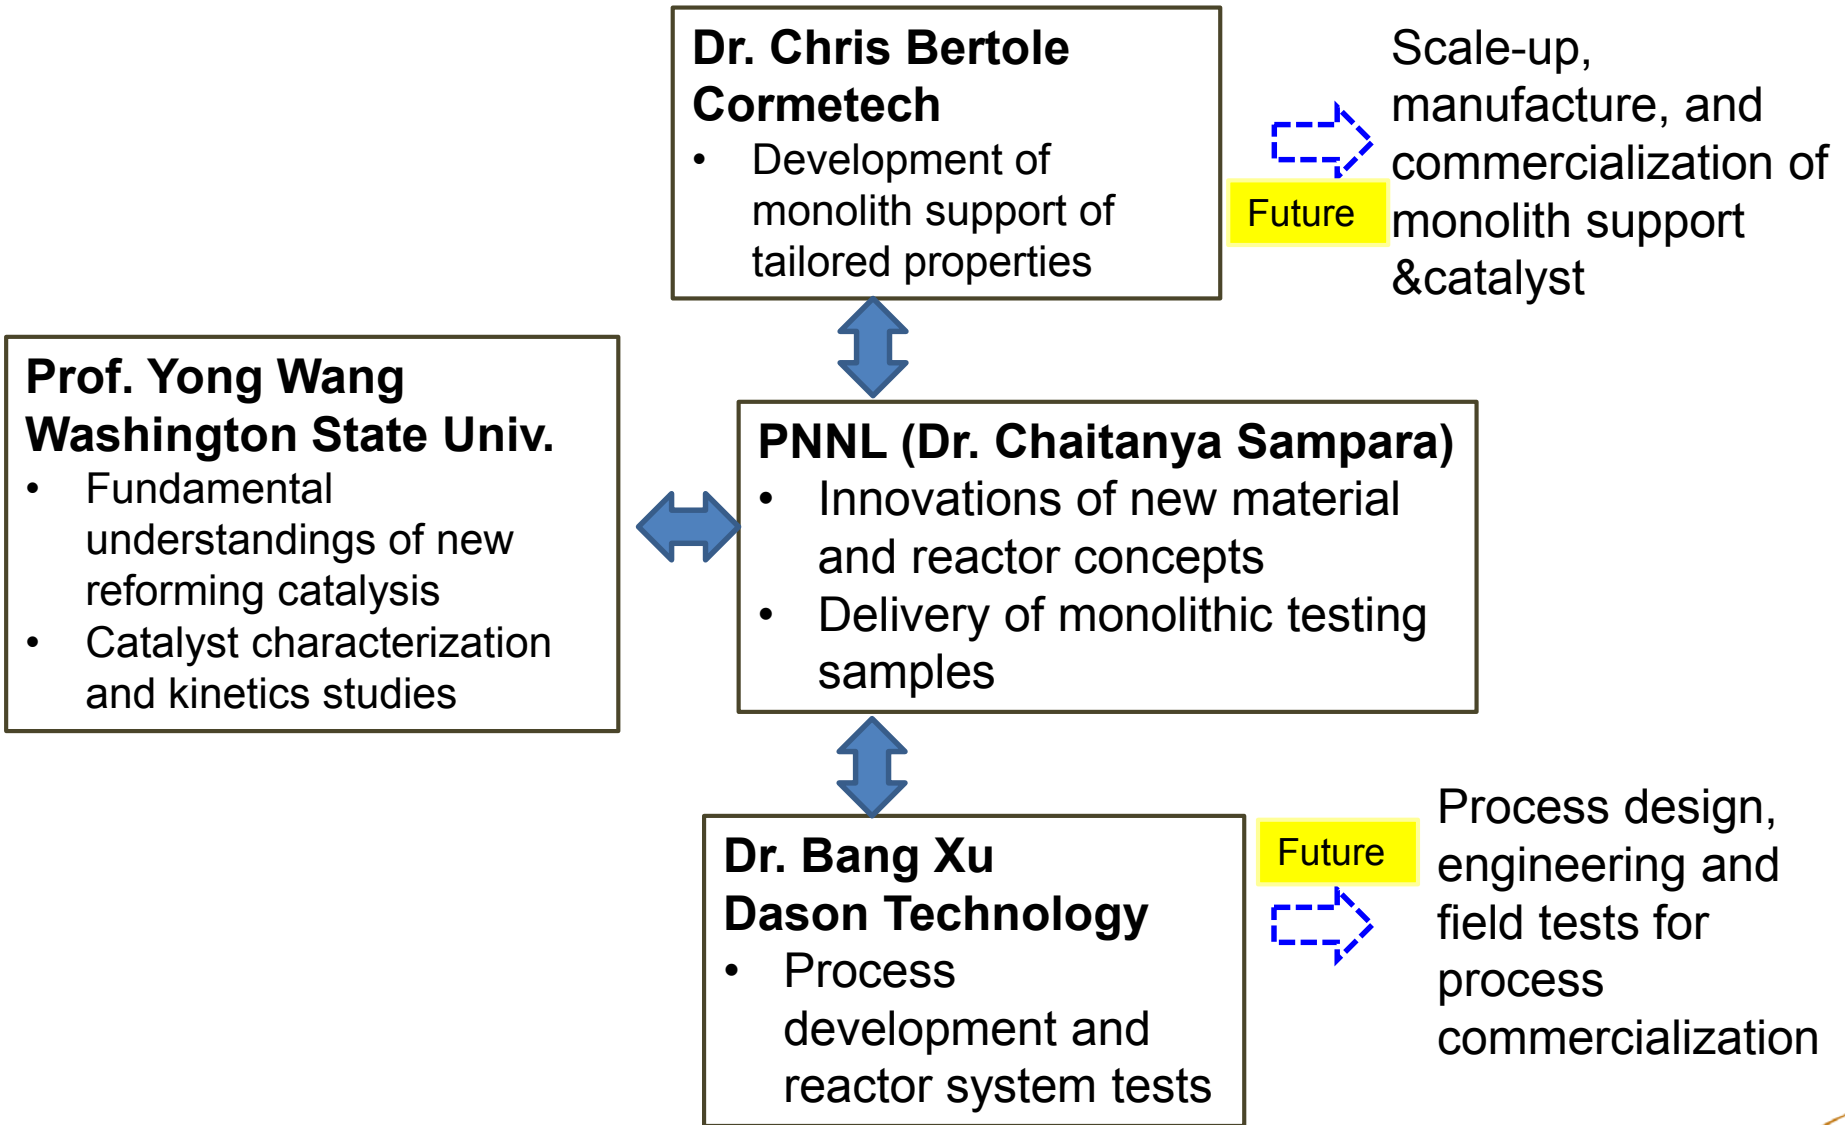 Dr. Chris Bertole
Cormetech
• Development of
monolith support of
tailored properties
Future
Scale-up,
manufacture, and
commercialization of
monolith support
&catalyst
Prof. Yong Wang
Washington State Univ.
• Fundamental
understandings of new
reforming catalysis
• Catalyst characterization
and kinetics studies
PNNL (Dr. Chaitanya Sampara)
• Innovations of new material
and reactor concepts
• Delivery of monolithic testing
samples
Dr. Bang Xu
Dason Technology
• Process
development and
reactor system tests
Future
Process design,
engineering and
field tests for
process
commercialization